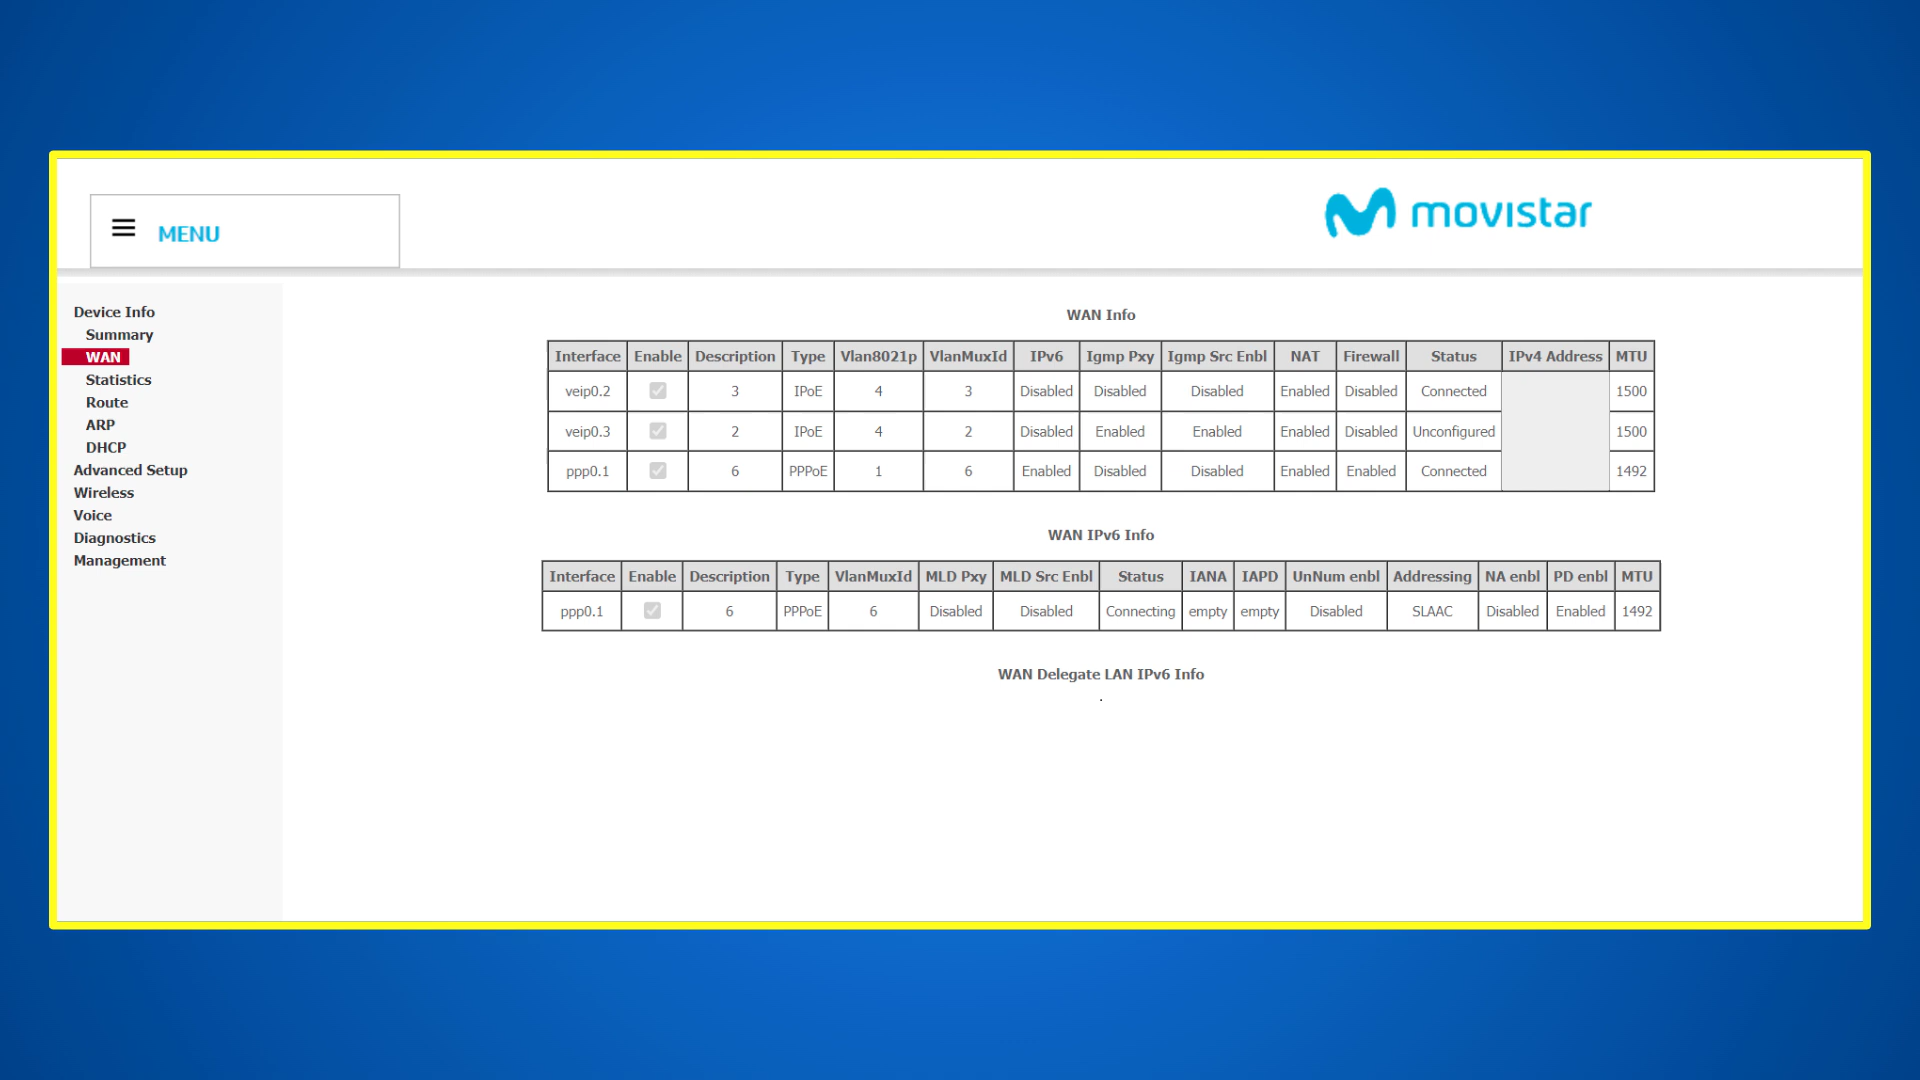 MENU
movistar
Device Info
Summary
WAN
Statistics
Route
ARP
DHCP
Advanced Setup
Wireless
Voice
Diagnostics
Management
WAN Info
Interface Enable Description Type Vlan8021p VlanMuxId IPv6 Igmp Pxy Igmp Src Enbl NAT Firewall Status IPv4 Address MTU
veip0.2 3 IPoE 4 3 Disabled Disabled Disabled Enabled Disabled Connected 1500
veip0.3 2 IPoE 4 2 Disabled Enabled Enabled Enabled Disabled Unconfigured 1500
ppp0.1 6 PPPoE 1 6 Enabled Disabled Disabled Enabled Enabled Connected 1492
WAN IPv6 Info
Interface Enable Description Type VlanMuxId MLD Pxy MLD Src Enbl Status IANA IAPD UnNum enbl Addressing NA enbl PD enbl MTU
ppp0.1 6 PPPoE 6 Disabled Disabled Connecting empty empty Disabled SLAAC Disabled Enabled 1492
WAN Delegate LAN IPv6 Info
.